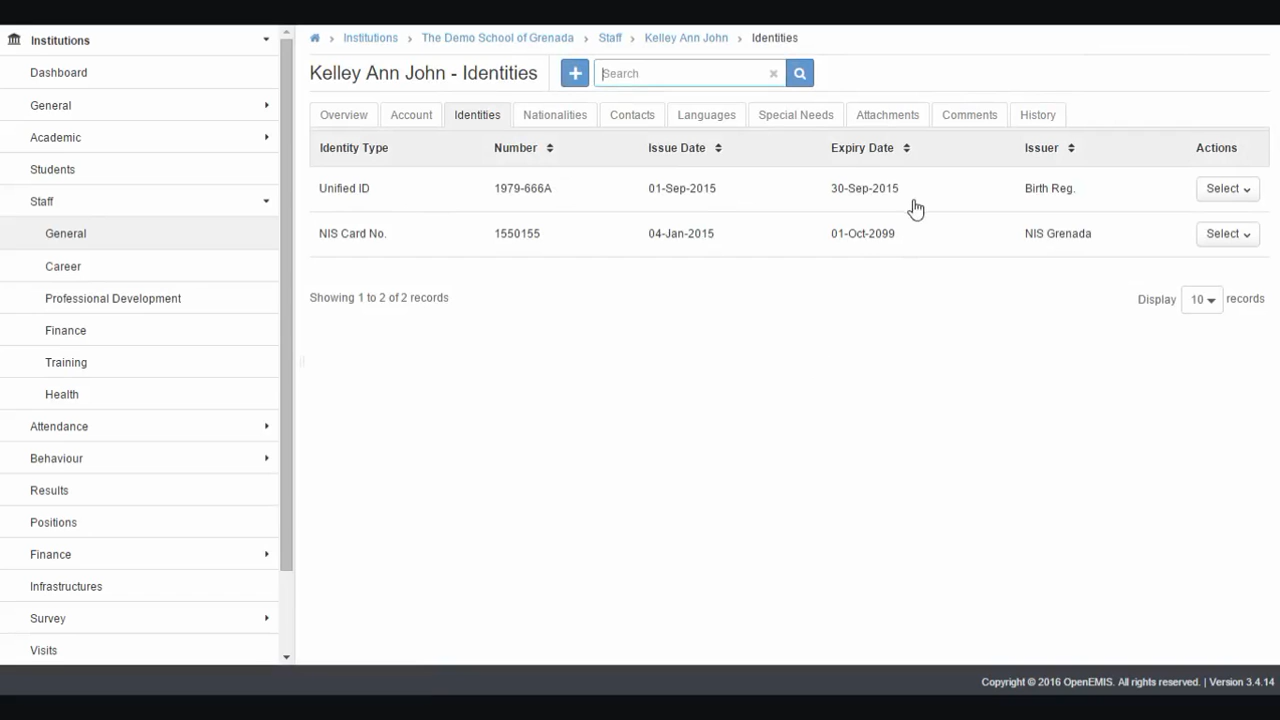 Institutions
Dashboard
General
Academic
Students
Staff
General
Career
Professional Development
Finance
Training
Health
Attendance
Behaviour
Results
Positions
Finance
Infrastructures
Survey
Visits
Institutions > The Demo School of Grenada > Staff > Kelley Ann John > Identities
Kelley Ann John - Identities
Search
Overview Account Identities Nationalities Contacts Languages Special Needs Attachments Comments History
Identity Type Number Issue Date Expiry Date Issuer Actions
Unified ID 1979-666A 01-Sep-2015 30-Sep-2015 Birth Reg. Select
NIS Card No. 1550155 04-Jan-2015 01-Oct-2099 NIS Grenada Select
Showing 1 to 2 of 2 records
Display 10 records
Copyright © 2016 OpenEMIS. All rights reserved. | Version 3.4.14